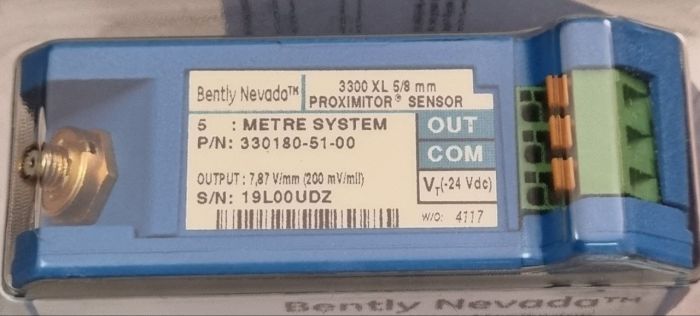 Bently Nevada™
3300 XL 5/8 mm
PROXIMITOR® SENSOR
5 : METRE SYSTEM
P/N: 330180-51-00
OUT
COM
OUTPUT : 7,87 V/mm (200 mV/mil)
S/N: 19L00UDZ
VT(-24 Vdc)
W/O: 4117
Bently Nevada™